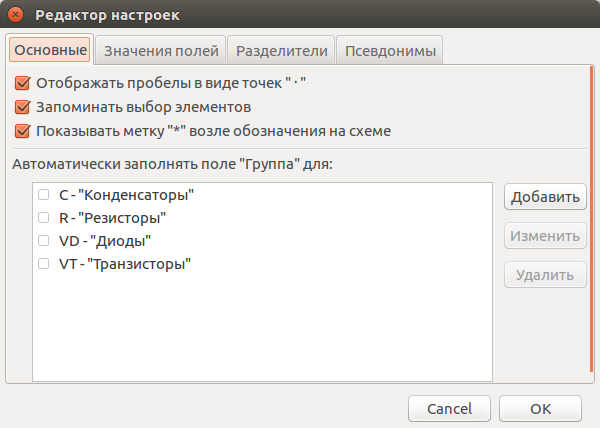 Редактор настроек
Основные Значения полей Разделители Псевдонимы
Отображать пробелы в виде точек "·"
Запоминать выбор элементов
Показывать метку "*" возле обозначения на схеме
Автоматически заполнять поле "Группа" для:
C - "Конденсаторы"
R - "Резисторы"
VD - "Диоды"
VT - "Транзисторы"
Добавить
Изменить
Удалить
Cancel OK